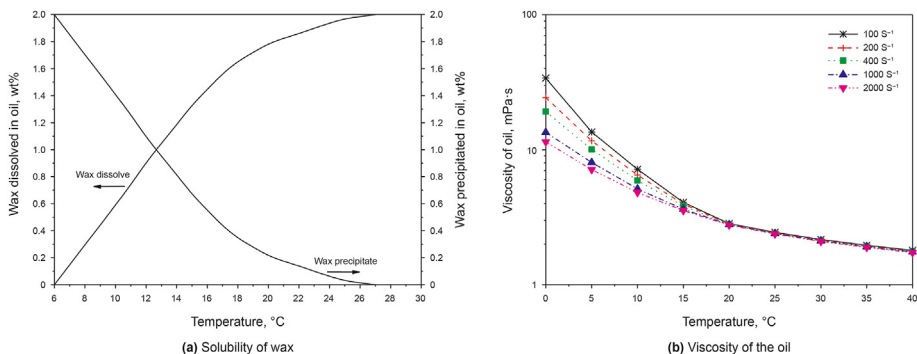 2.0
1.8
1.6
1.4
1.2
1.0
0.8
0.6
0.4
0.2
0
Wax dissolved in oil, wt%
Wax dissolve
Wax precipitate
2.0
1.8
1.6
1.4
1.2
1.0
0.8
0.6
0.4
0.2
0
Wax precipitated in oil, wt%
6 8 10 12 14 16 18 20 22 24 26 28 30
Temperature, °C
(a) Solubility of wax
100
10
1
Viscosity of oil, mPa·s
100 S⁻¹
200 S⁻¹
400 S⁻¹
1000 S⁻¹
2000 S⁻¹
0 5 10 15 20 25 30 35 40
Temperature, °C
(b) Viscosity of the oil